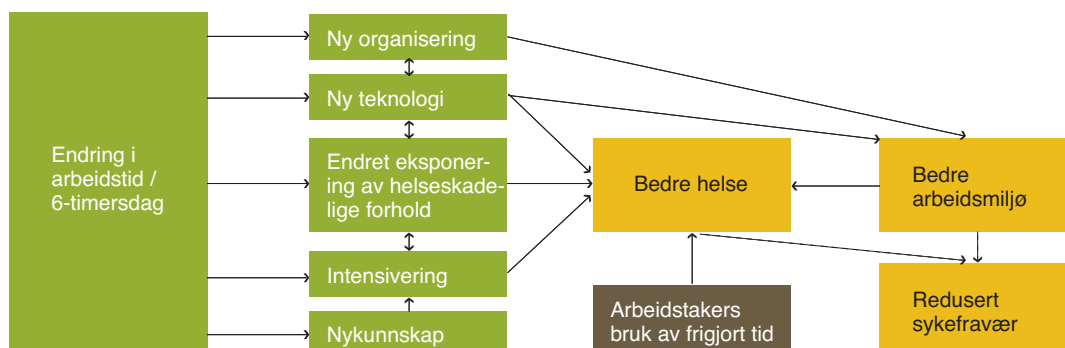 Endring i
arbeidstid /
6-timersdag
Ny organisering
Ny teknologi
Endret eksponer-
ing av helseskade-
lige forhold
Intensivering
Nykunnskap
Bedre helse
Arbeidstakers
bruk av frigjort tid
Bedre
arbeidsmiljø
Redusert
sykefravær